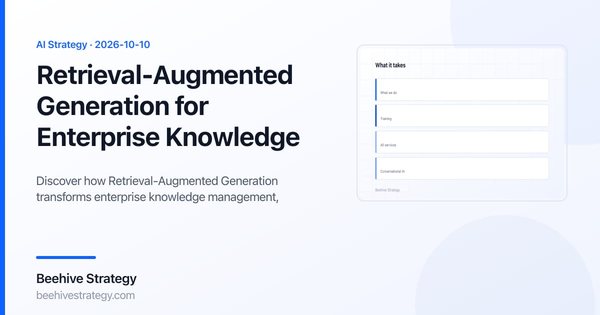 AI Strategy · 2026-10-10
Retrieval-Augmented
Generation for
Enterprise Knowledge
Discover how Retrieval-Augmented Generation
transforms enterprise knowledge management,
Beehive Strategy
beehivestrategy.com
What it takes
What we do
Training
All services
Conversational AI
Beehive Strategy